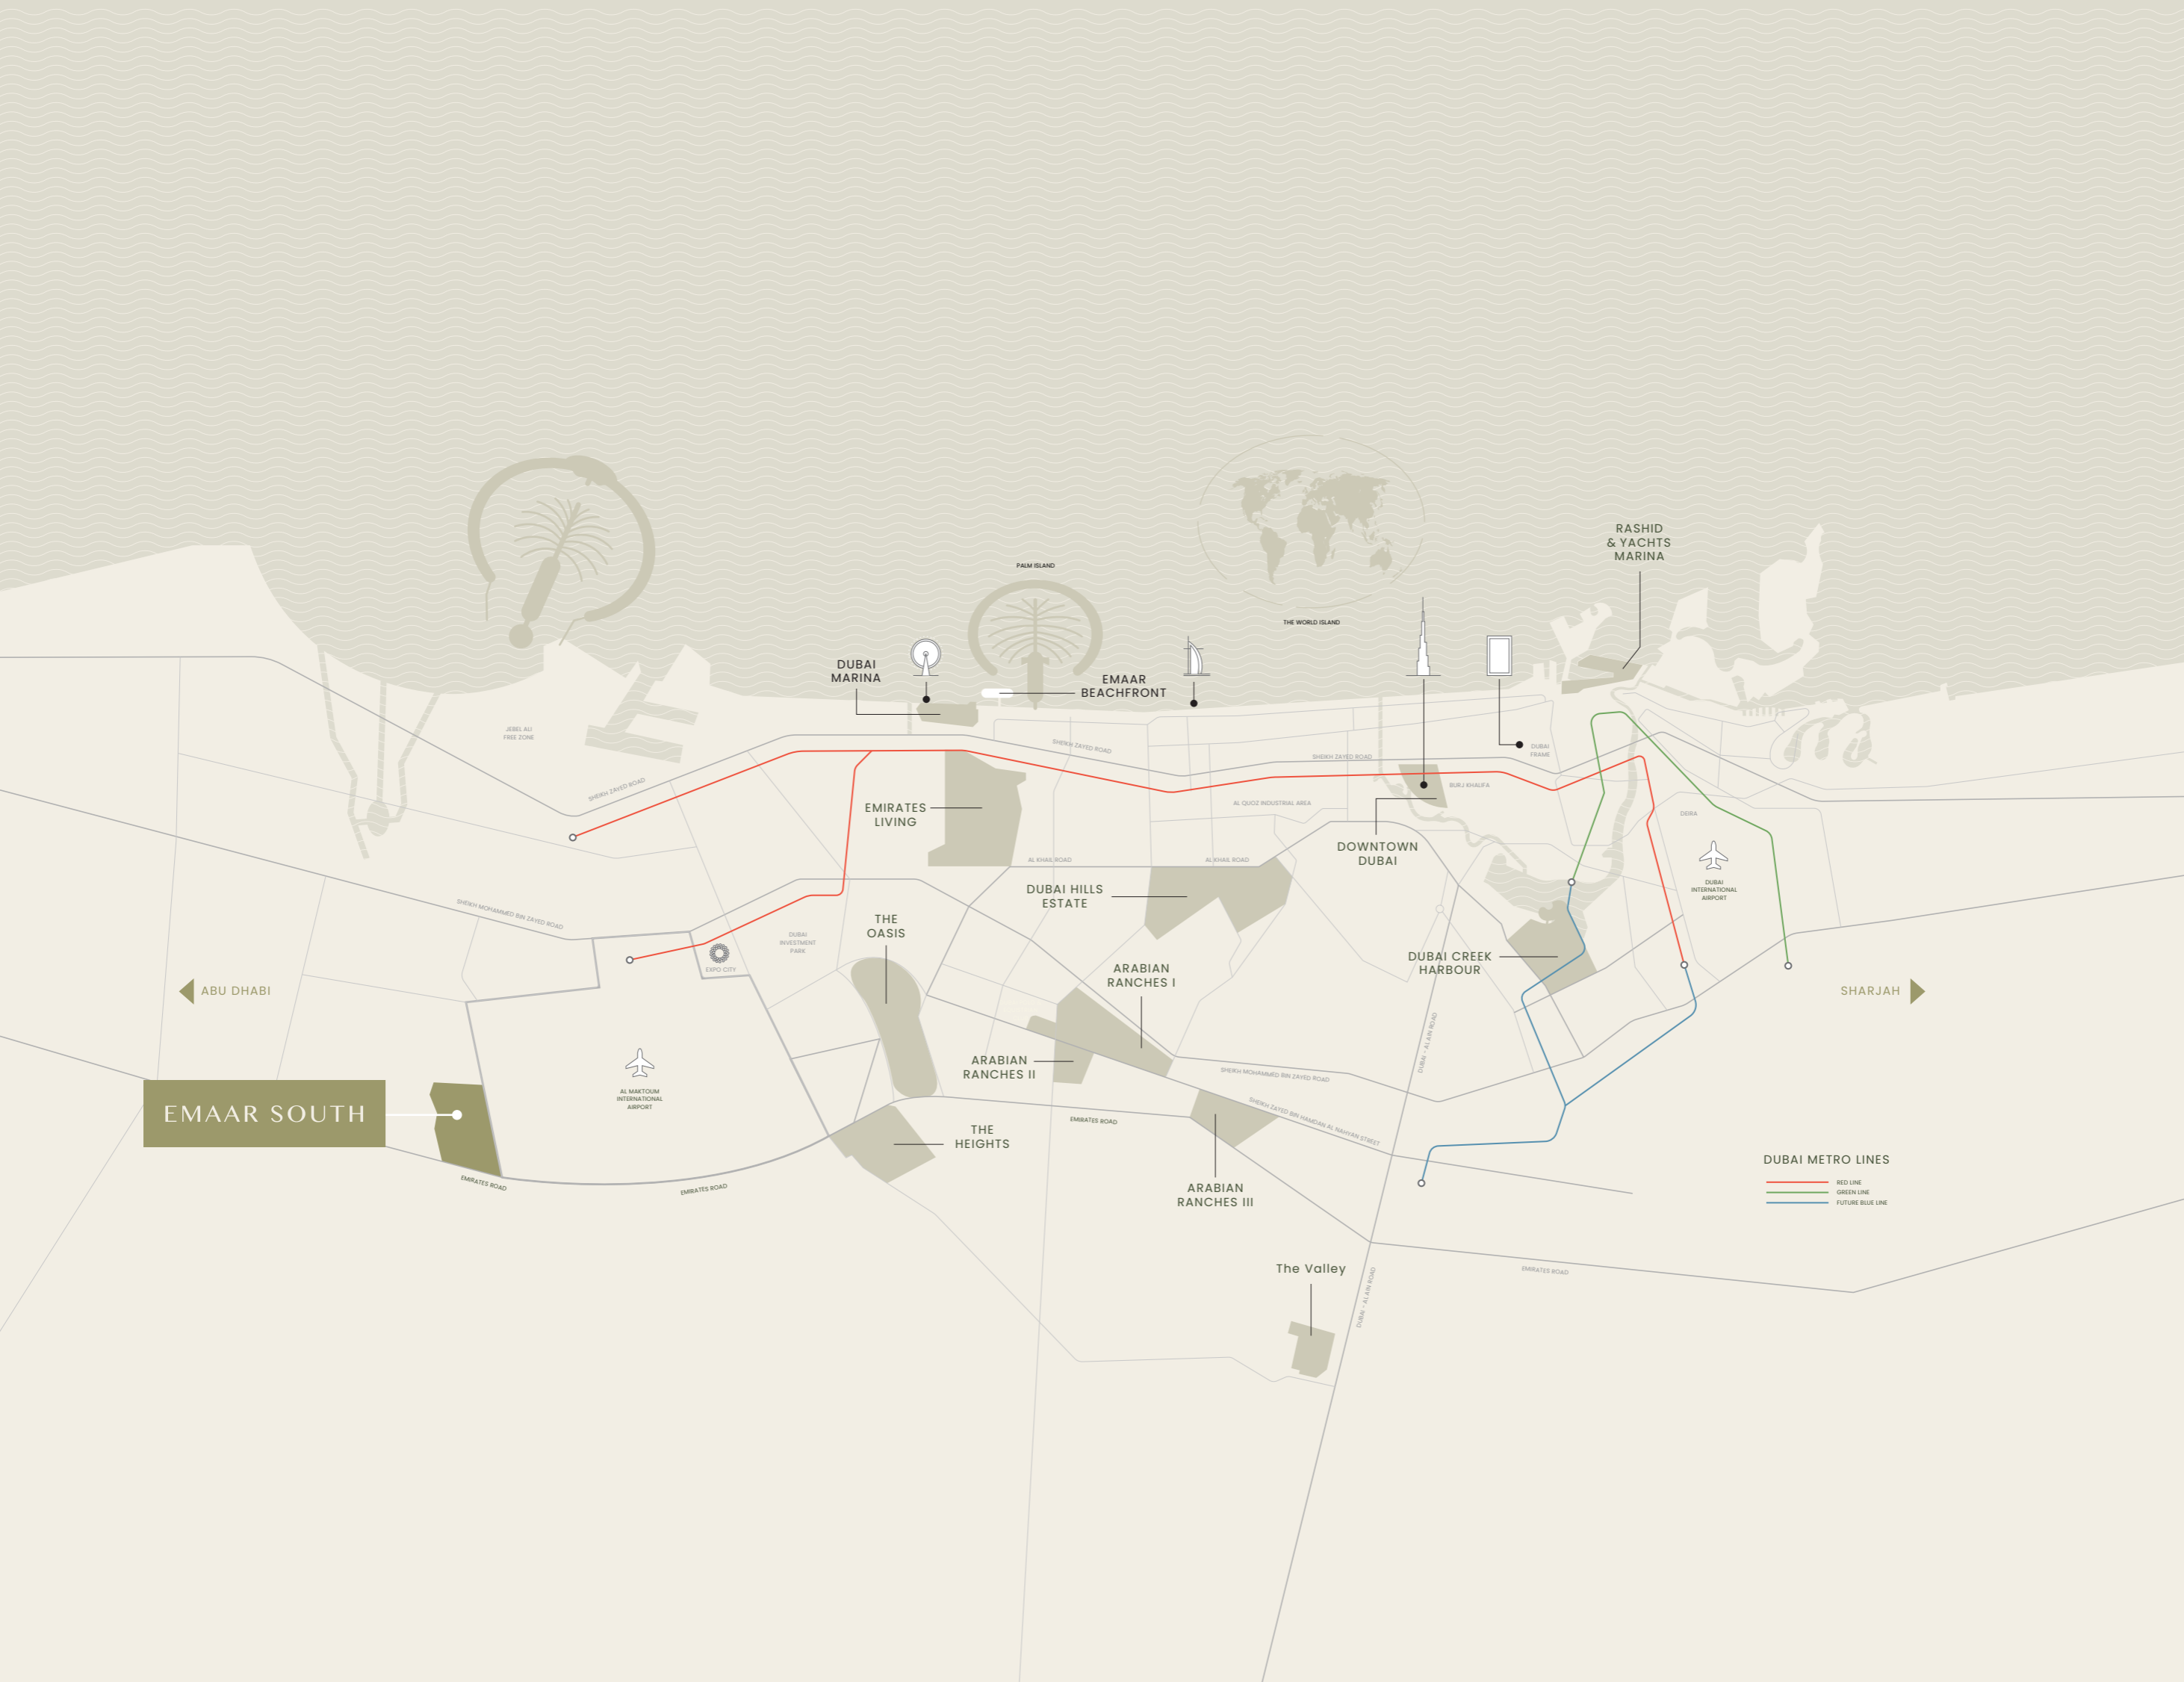 RASHID
& YACHTS
MARINA
PALM ISLAND
THE WORLD ISLAND
DUBAI
MARINA
EMAAR
BEACHFRONT
JEBEL ALI
FREE ZONE
SHEIKH ZAYED ROAD
SHEIKH ZAYED ROAD
SHEIKH ZAYED ROAD
DUBAI
FRAME
BURJ KHALIFA
EMIRATES
LIVING
AL QUOZ INDUSTRIAL AREA
DEIRA
DOWNTOWN
DUBAI
AL KHAIL ROAD
AL KHAIL ROAD
DUBAI
INTERNATIONAL
AIRPORT
DUBAI HILLS
ESTATE
SHEIKH MOHAMMED BIN ZAYED ROAD
THE
OASIS
DUBAI
INVESTMENT
PARK
EXPO CITY
DUBAI CREEK
HARBOUR
ARABIAN
RANCHES I
ABU DHABI
SHARJAH
DUBAI - AL AIN ROAD
ARABIAN
RANCHES II
SHEIKH MOHAMMED BIN ZAYED ROAD
AL MAKTOUM
INTERNATIONAL
AIRPORT
EMAAR SOUTH
SHEIKH ZAYED BIN HAMDAN AL NAHYAN STREET
EMIRATES ROAD
THE
HEIGHTS
DUBAI METRO LINES
RED LINE
GREEN LINE
FUTURE BLUE LINE
EMIRATES ROAD
EMIRATES ROAD
ARABIAN
RANCHES III
The Valley
EMIRATES ROAD
DUBAI - AL AIN ROAD